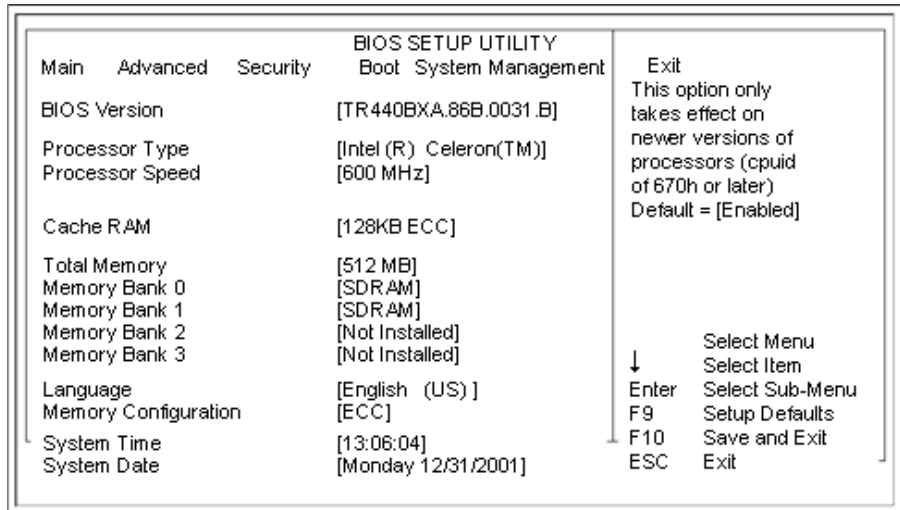 BIOS SETUP UTILITY
Main Advanced Security Boot System Management Exit
BIOS Version [TR440BXA.86B.0031.B]
Processor Type [Intel (R) Celeron(TM)]
Processor Speed [600 MHz]
Cache RAM [128KB ECC]
Total Memory [512 MB]
Memory Bank 0 [SDRAM]
Memory Bank 1 [SDRAM]
Memory Bank 2 [Not Installed]
Memory Bank 3 [Not Installed]
Language [English (US) ]
Memory Configuration [ECC]
System Time [13:06:04]
System Date [Monday 12/31/2001]
This option only
takes effect on
newer versions of
processors (cpuid
of 670h or later)
Default = [Enabled]
Select Menu
↓ Select Item
Enter Select Sub-Menu
F9 Setup Defaults
F10 Save and Exit
ESC Exit